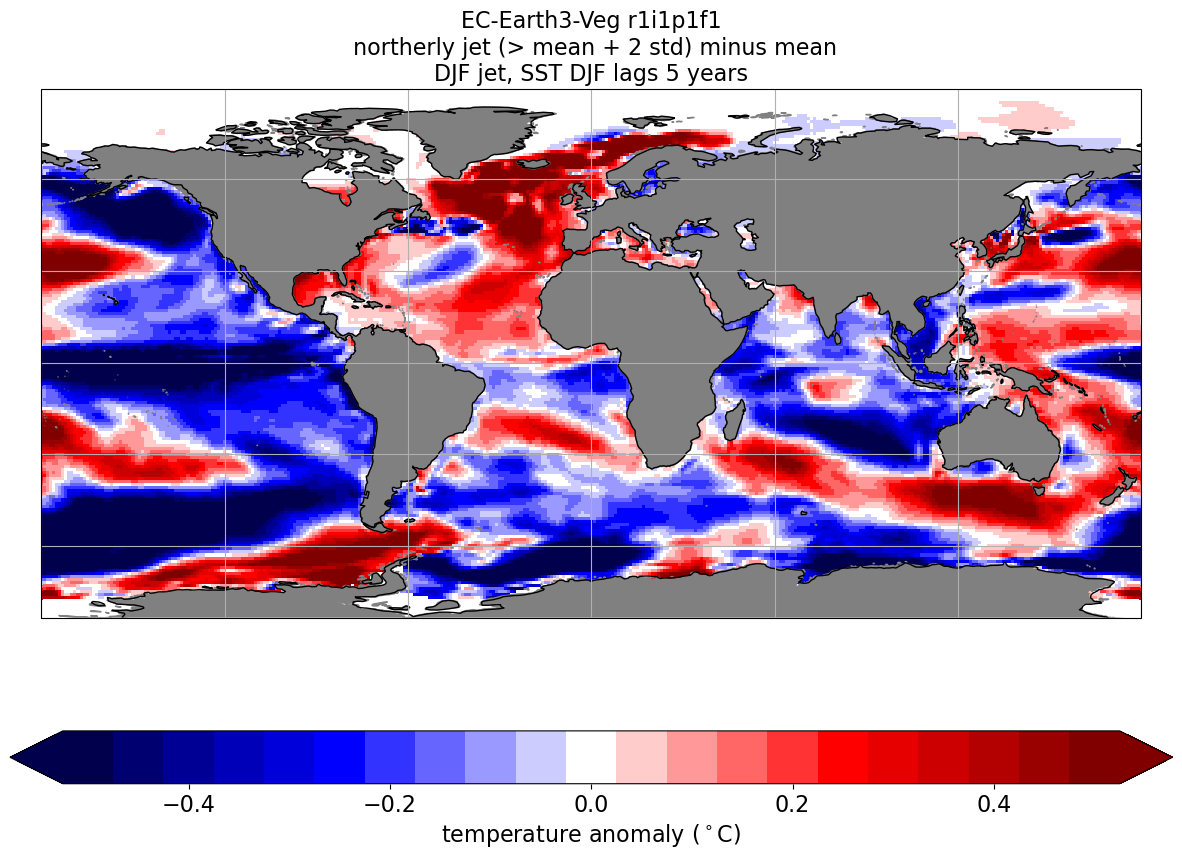 EC-Earth3-Veg r1i1p1f1
northerly jet (> mean + 2 std) minus mean
DJF jet, SST DJF lags 5 years
−0.4 −0.2 0.0 0.2 0.4
temperature anomaly (°C)